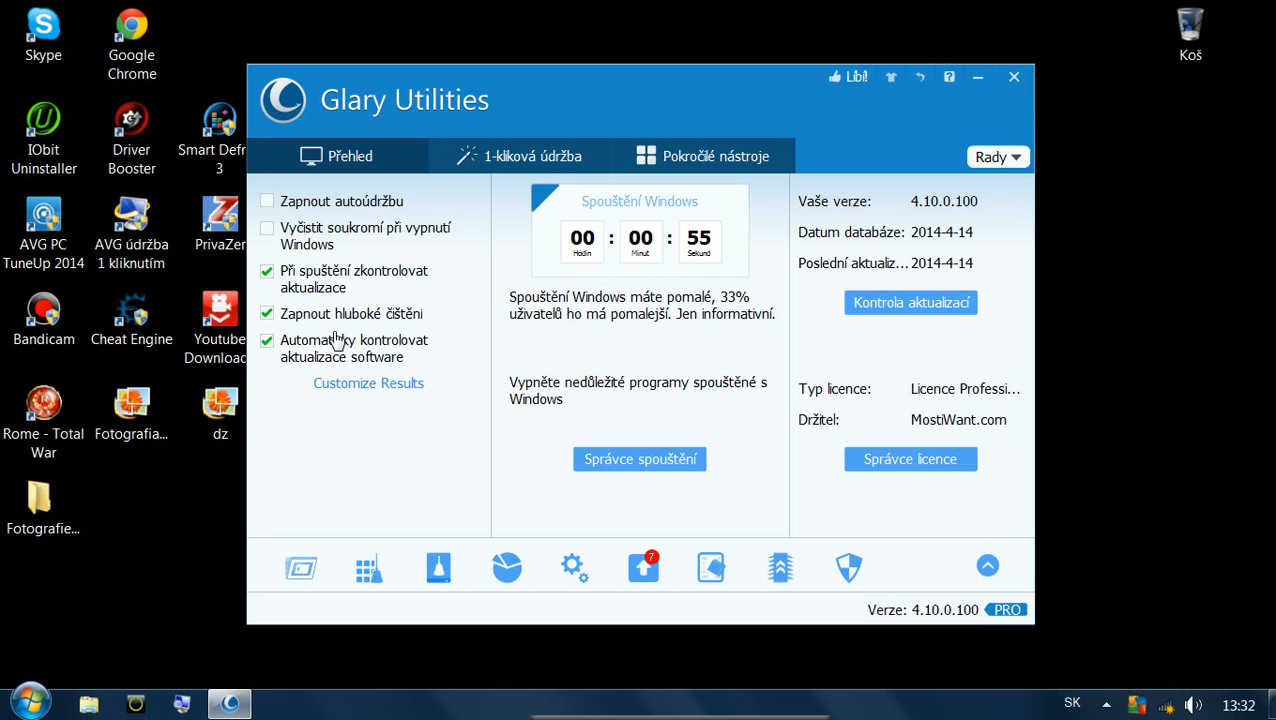 Skype
Google
Chrome
Koš
IObit
Uninstaller
Driver
Booster
Smart Defr
3
AVG PC
TuneUp 2014
AVG údržba
1 kliknutím
PrivaZer
Bandicam
Cheat Engine
Youtube
Downloac
Rome - Total
War
Fotografia...
dz
Fotografie...
Líbí!
Glary Utilities
Přehled
1-kliková údržba
Pokročilé nástroje
Rady
Zapnout autoúdržbu
Vyčistit soukromí při vypnutí
Windows
Při spuštění zkontrolovat
aktualizace
Zapnout hluboké čištění
Automaticky kontrolovat
aktualizace software
Customize Results
Spouštění Windows
00 : 00 : 55
Hodin Minut Sekund
Spouštění Windows máte pomalé, 33%
uživatelů ho má pomalejší. Jen informativní.
Vypněte nedůležité programy spouštěné s
Windows
Správce spouštění
Vaše verze: 4.10.0.100
Datum databáze: 2014-4-14
Poslední aktualiz... 2014-4-14
Kontrola aktualizací
Typ licence: Licence Professi...
Držitel: MostiWant.com
Správce licence
7
Verze: 4.10.0.100 PRO
SK
13:32